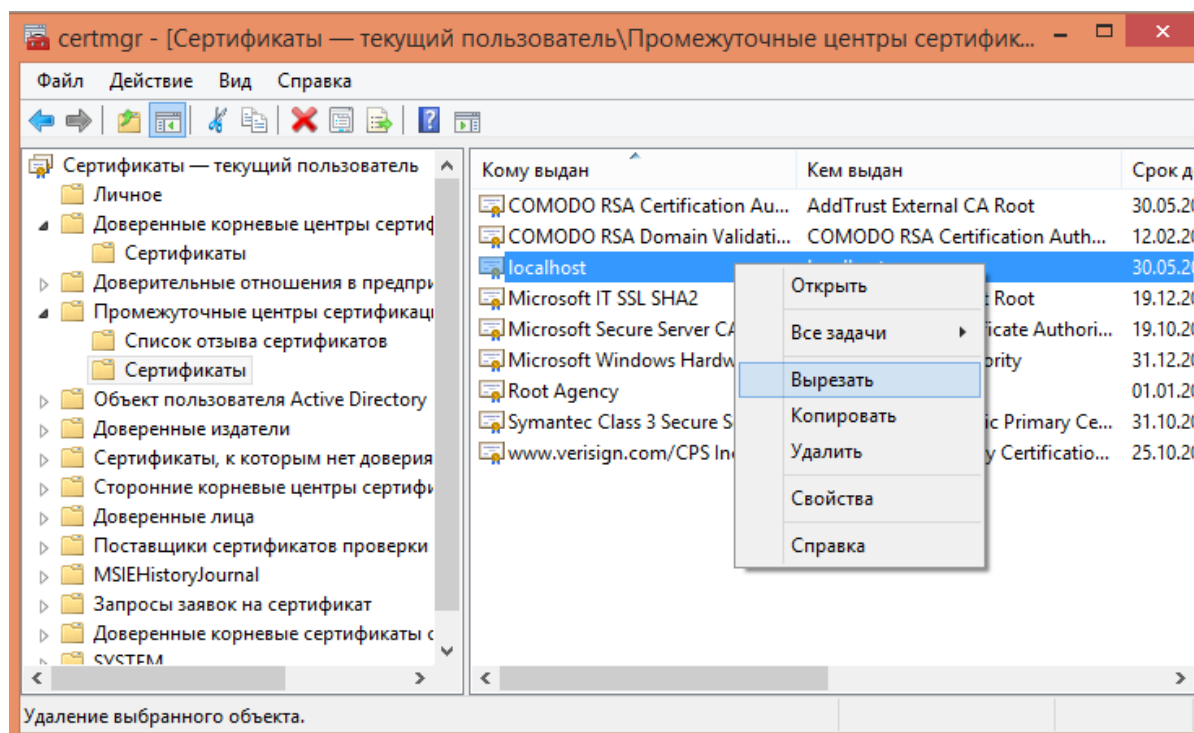 certmgr - [Сертификаты — текущий пользователь\Промежуточные центры сертифик...
Файл Действие Вид Справка
Сертификаты — текущий пользователь
Личное
Доверенные корневые центры сертиф
Сертификаты
Доверительные отношения в предпри
Промежуточные центры сертификац
Список отзыва сертификатов
Сертификаты
Объект пользователя Active Directory
Доверенные издатели
Сертификаты, к которым нет доверия
Сторонние корневые центры сертифи
Доверенные лица
Поставщики сертификатов проверки
MSIEHistoryJournal
Запросы заявок на сертификат
Доверенные корневые сертификаты с
SYSTEM
Кому выдан Кем выдан Срок д
COMODO RSA Certification Au... AddTrust External CA Root 30.05.20
COMODO RSA Domain Validati... COMODO RSA Certification Auth... 12.02.20
localhost 30.05.20
Microsoft IT SSL SHA2 Root 19.12.20
Microsoft Secure Server CA icate Authori... 19.10.20
Microsoft Windows Hardw ority 31.12.20
Root Agency 01.01.20
Symantec Class 3 Secure S ic Primary Ce... 31.10.20
www.verisign.com/CPS In y Certificatio... 25.10.20
Открыть
Все задачи
Вырезать
Копировать
Удалить
Свойства
Справка
Удаление выбранного объекта.